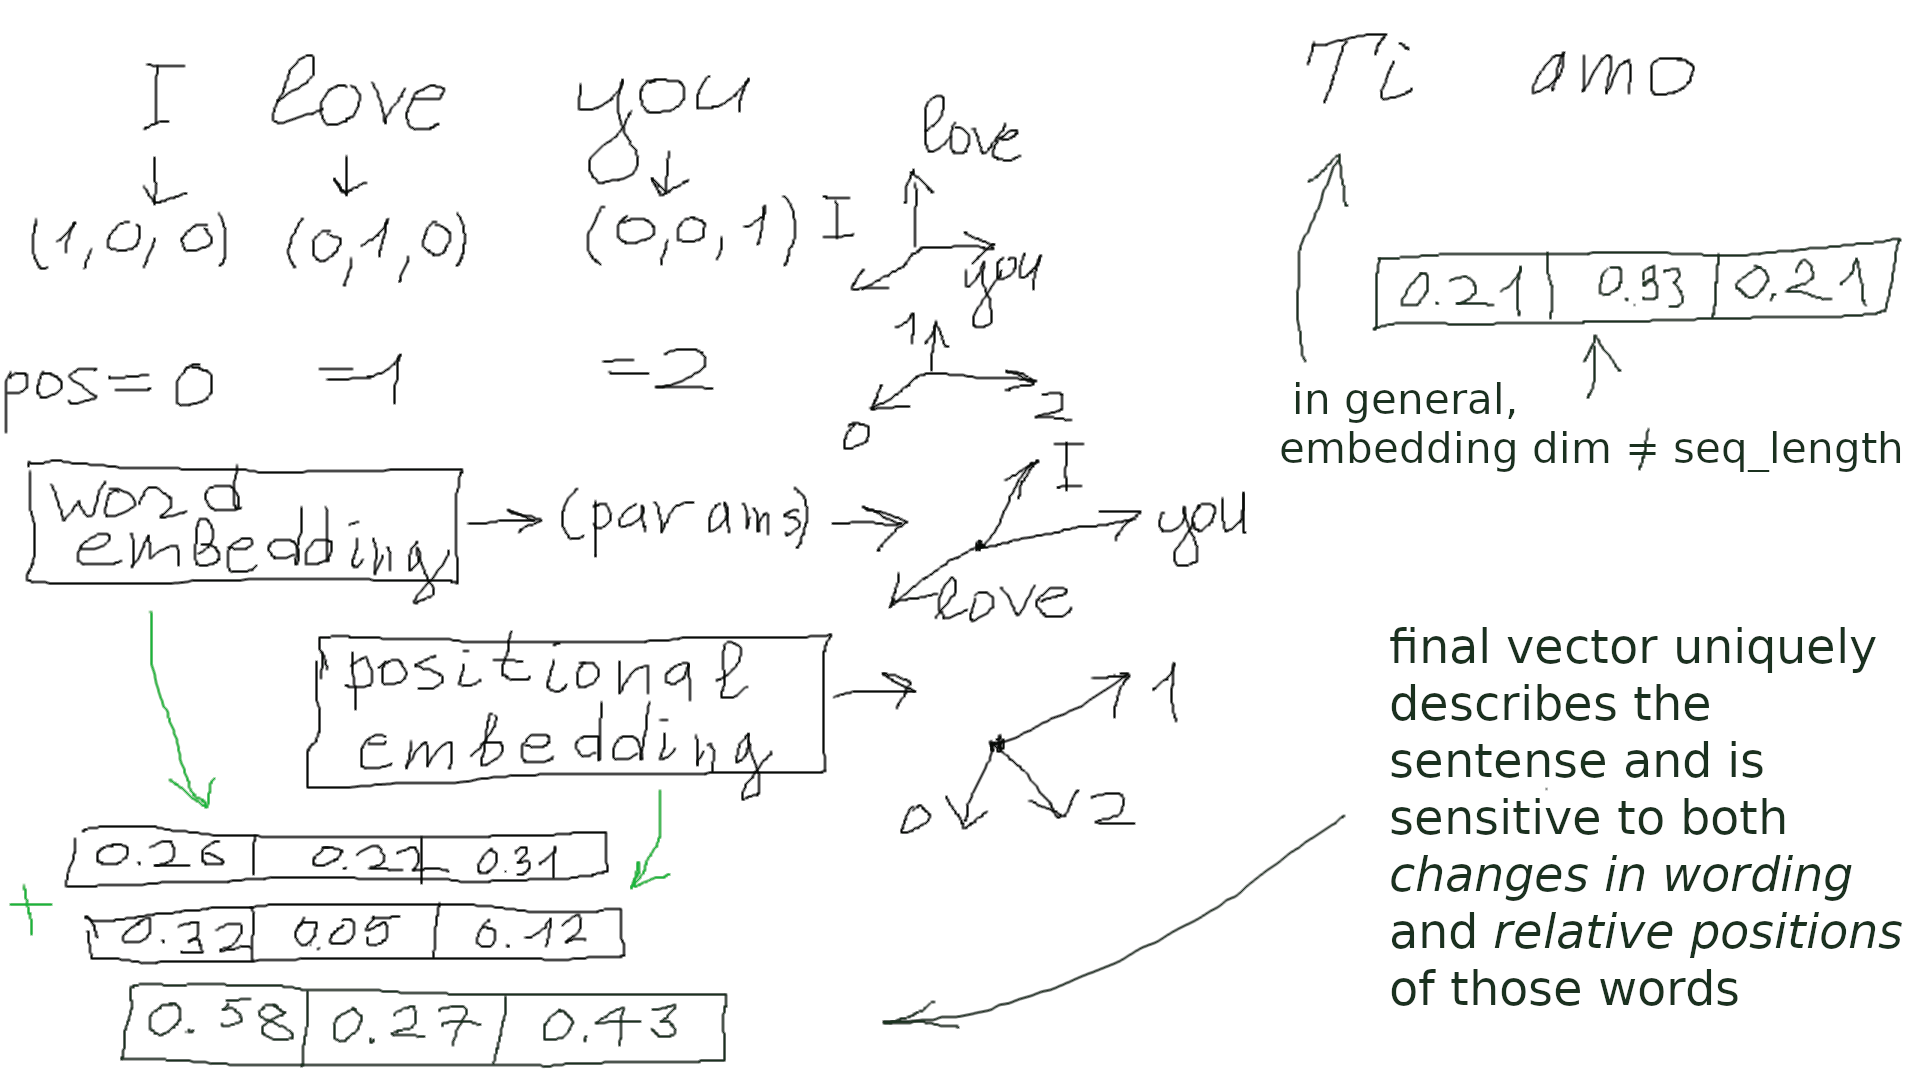 I love you
(1,0,0) (0,1,0) (0,0,1)
pos=0 =1 =2
love
I
you
1
0
2
word
embedding
(params)
I
you
love
positional
embedding
1
0
2
0.26 0.22 0.31
+
0.32 0.05 0.12
0.58 0.27 0.43
Ti amo
0.21 0.93 0.21
in general,
embedding dim ≠ seq_length
final vector uniquely
describes the
sentense and is
sensitive to both
changes in wording
and relative positions
of those words